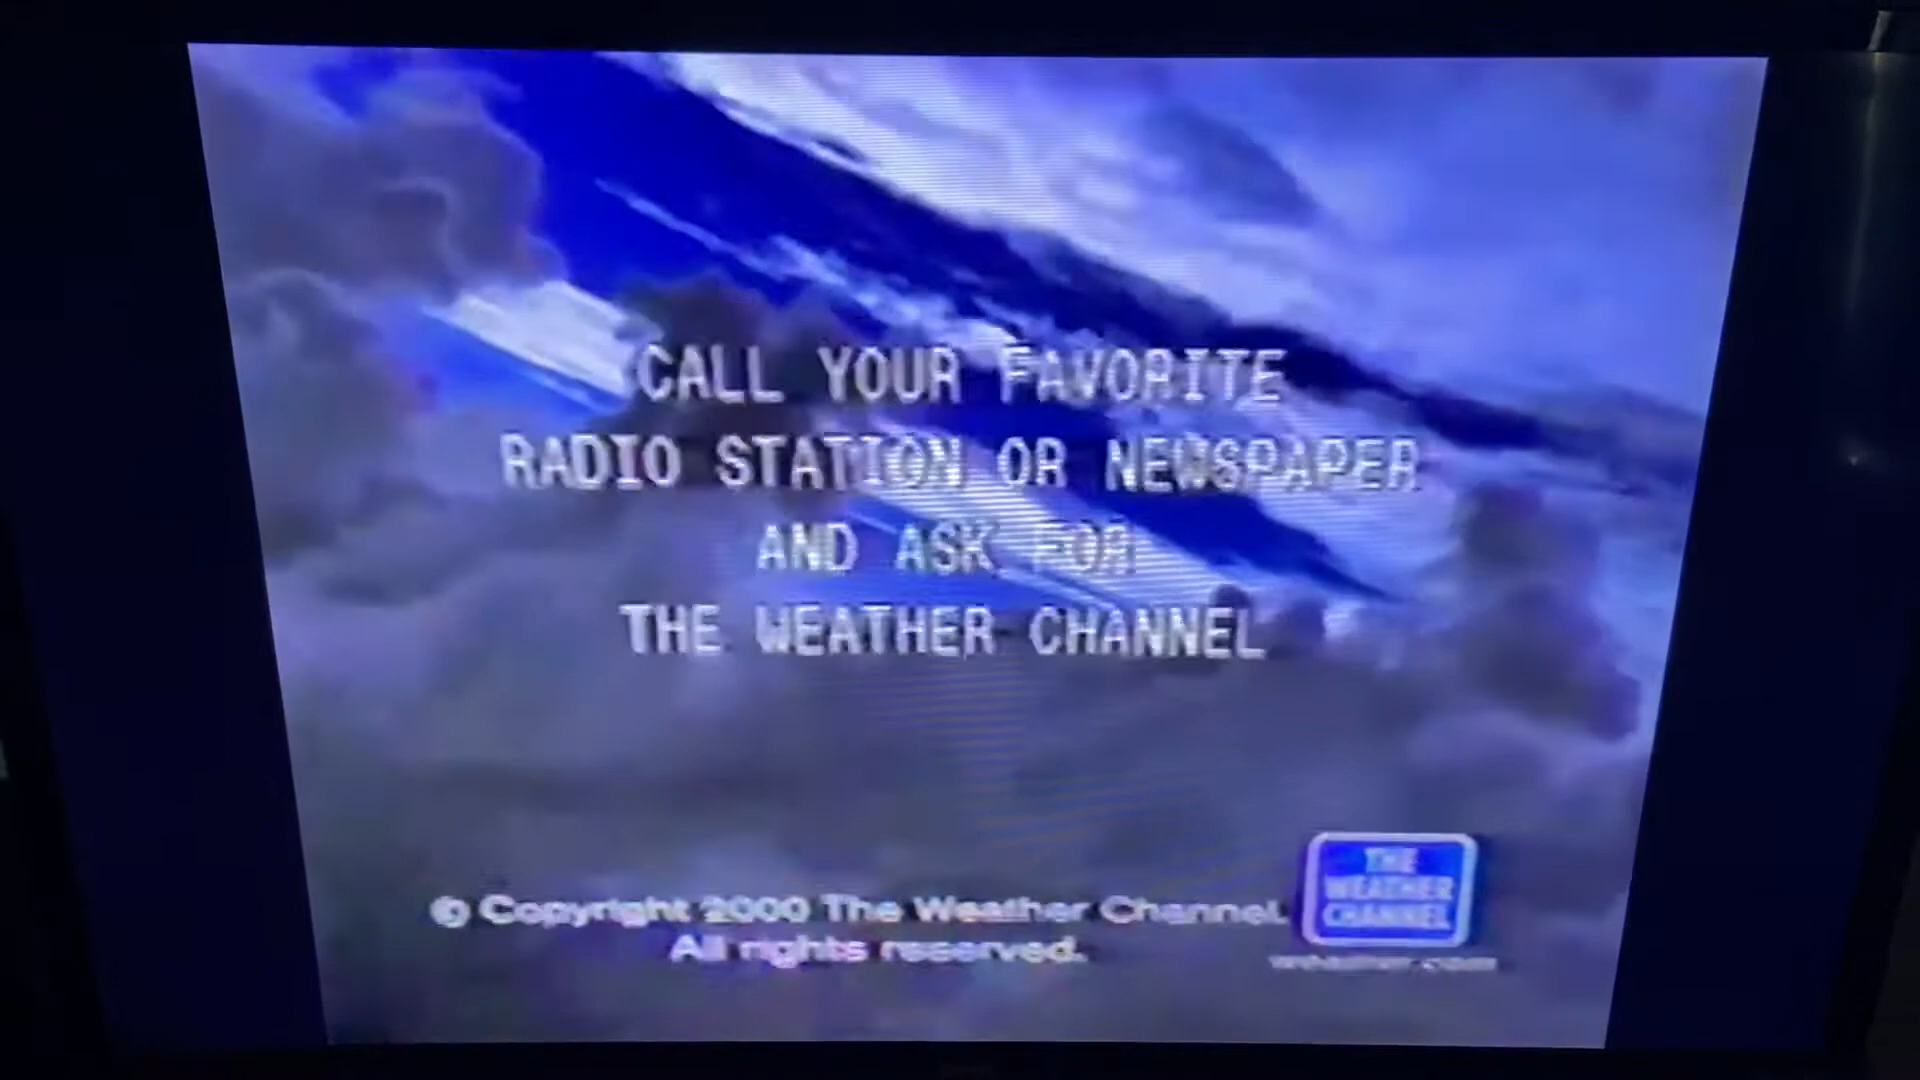 CALL YOUR FAVORITE
RADIO STATION OR NEWSPAPER
AND ASK FOR
THE WEATHER CHANNEL
© Copyright 2000 The Weather Channel.
All rights reserved.
THE
WEATHER
CHANNEL
weather.com